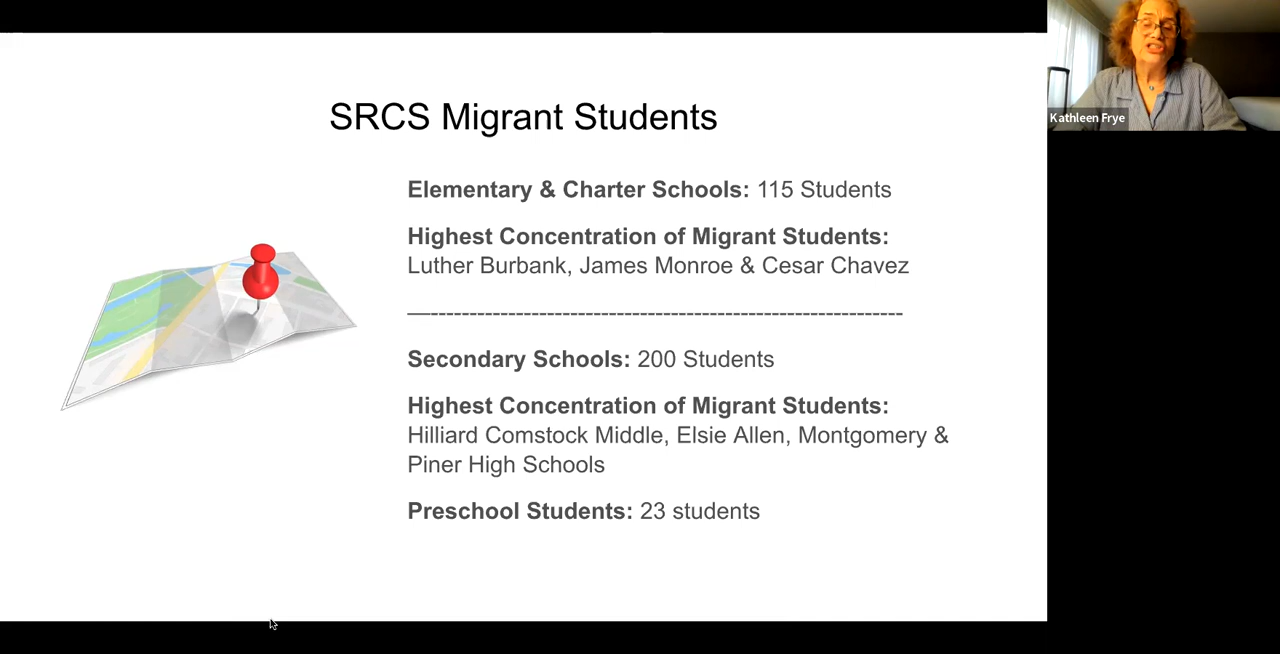 SRCS Migrant Students
Elementary & Charter Schools: 115 Students
Highest Concentration of Migrant Students:
Luther Burbank, James Monroe & Cesar Chavez
—-------------------------------------------------------------
Secondary Schools: 200 Students
Highest Concentration of Migrant Students:
Hilliard Comstock Middle, Elsie Allen, Montgomery &
Piner High Schools
Preschool Students: 23 students
Kathleen Frye